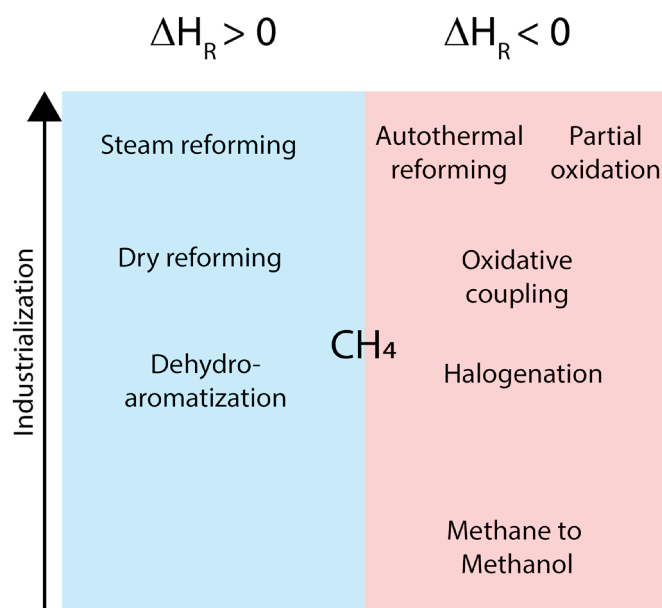 ΔH_R > 0
ΔH_R < 0
Steam reforming
Autothermal
reforming
Partial
oxidation
Dry reforming
Oxidative
coupling
CH₄
Dehydro-
aromatization
Halogenation
Methane to
Methanol
Industrialization